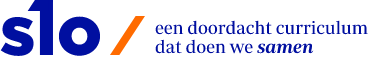 slo
een doordacht curriculum
dat doen we samen